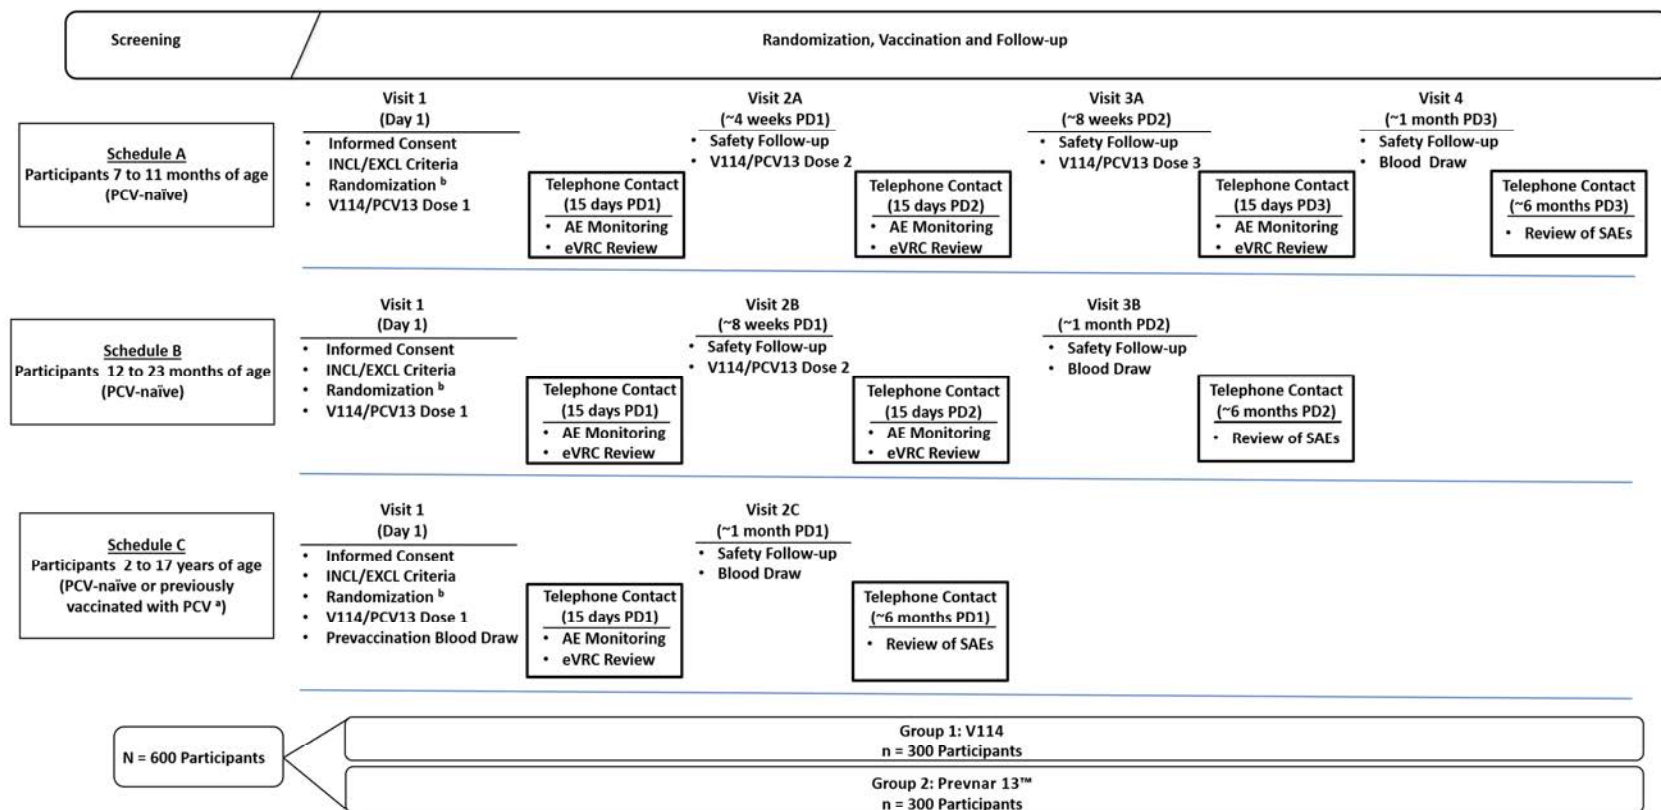 Screening
Randomization, Vaccination and Follow-up
Schedule A
Participants 7 to 11 months of age
(PCV-naïve)
Visit 1
(Day 1)
• Informed Consent
• INCL/EXCL Criteria
• Randomization ᵇ
• V114/PCV13 Dose 1
Telephone Contact
(15 days PD1)
• AE Monitoring
• eVRC Review
Visit 2A
(~4 weeks PD1)
• Safety Follow-up
• V114/PCV13 Dose 2
Telephone Contact
(15 days PD2)
• AE Monitoring
• eVRC Review
Visit 3A
(~8 weeks PD2)
• Safety Follow-up
• V114/PCV13 Dose 3
Telephone Contact
(15 days PD3)
• AE Monitoring
• eVRC Review
Visit 4
(~1 month PD3)
• Safety Follow-up
• Blood Draw
Telephone Contact
(~6 months PD3)
• Review of SAEs
Schedule B
Participants 12 to 23 months of age
(PCV-naïve)
Visit 1
(Day 1)
• Informed Consent
• INCL/EXCL Criteria
• Randomization ᵇ
• V114/PCV13 Dose 1
Telephone Contact
(15 days PD1)
• AE Monitoring
• eVRC Review
Visit 2B
(~8 weeks PD1)
• Safety Follow-up
• V114/PCV13 Dose 2
Telephone Contact
(15 days PD2)
• AE Monitoring
• eVRC Review
Visit 3B
(~1 month PD2)
• Safety Follow-up
• Blood Draw
Telephone Contact
(~6 months PD2)
• Review of SAEs
Schedule C
Participants 2 to 17 years of age
(PCV-naïve or previously
vaccinated with PCV ᵃ)
Visit 1
(Day 1)
• Informed Consent
• INCL/EXCL Criteria
• Randomization ᵇ
• V114/PCV13 Dose 1
• Prevaccination Blood Draw
Telephone Contact
(15 days PD1)
• AE Monitoring
• eVRC Review
Visit 2C
(~1 month PD1)
• Safety Follow-up
• Blood Draw
Telephone Contact
(~6 months PD1)
• Review of SAEs
N = 600 Participants
Group 1: V114
n = 300 Participants
Group 2: Prevnar 13™
n = 300 Participants